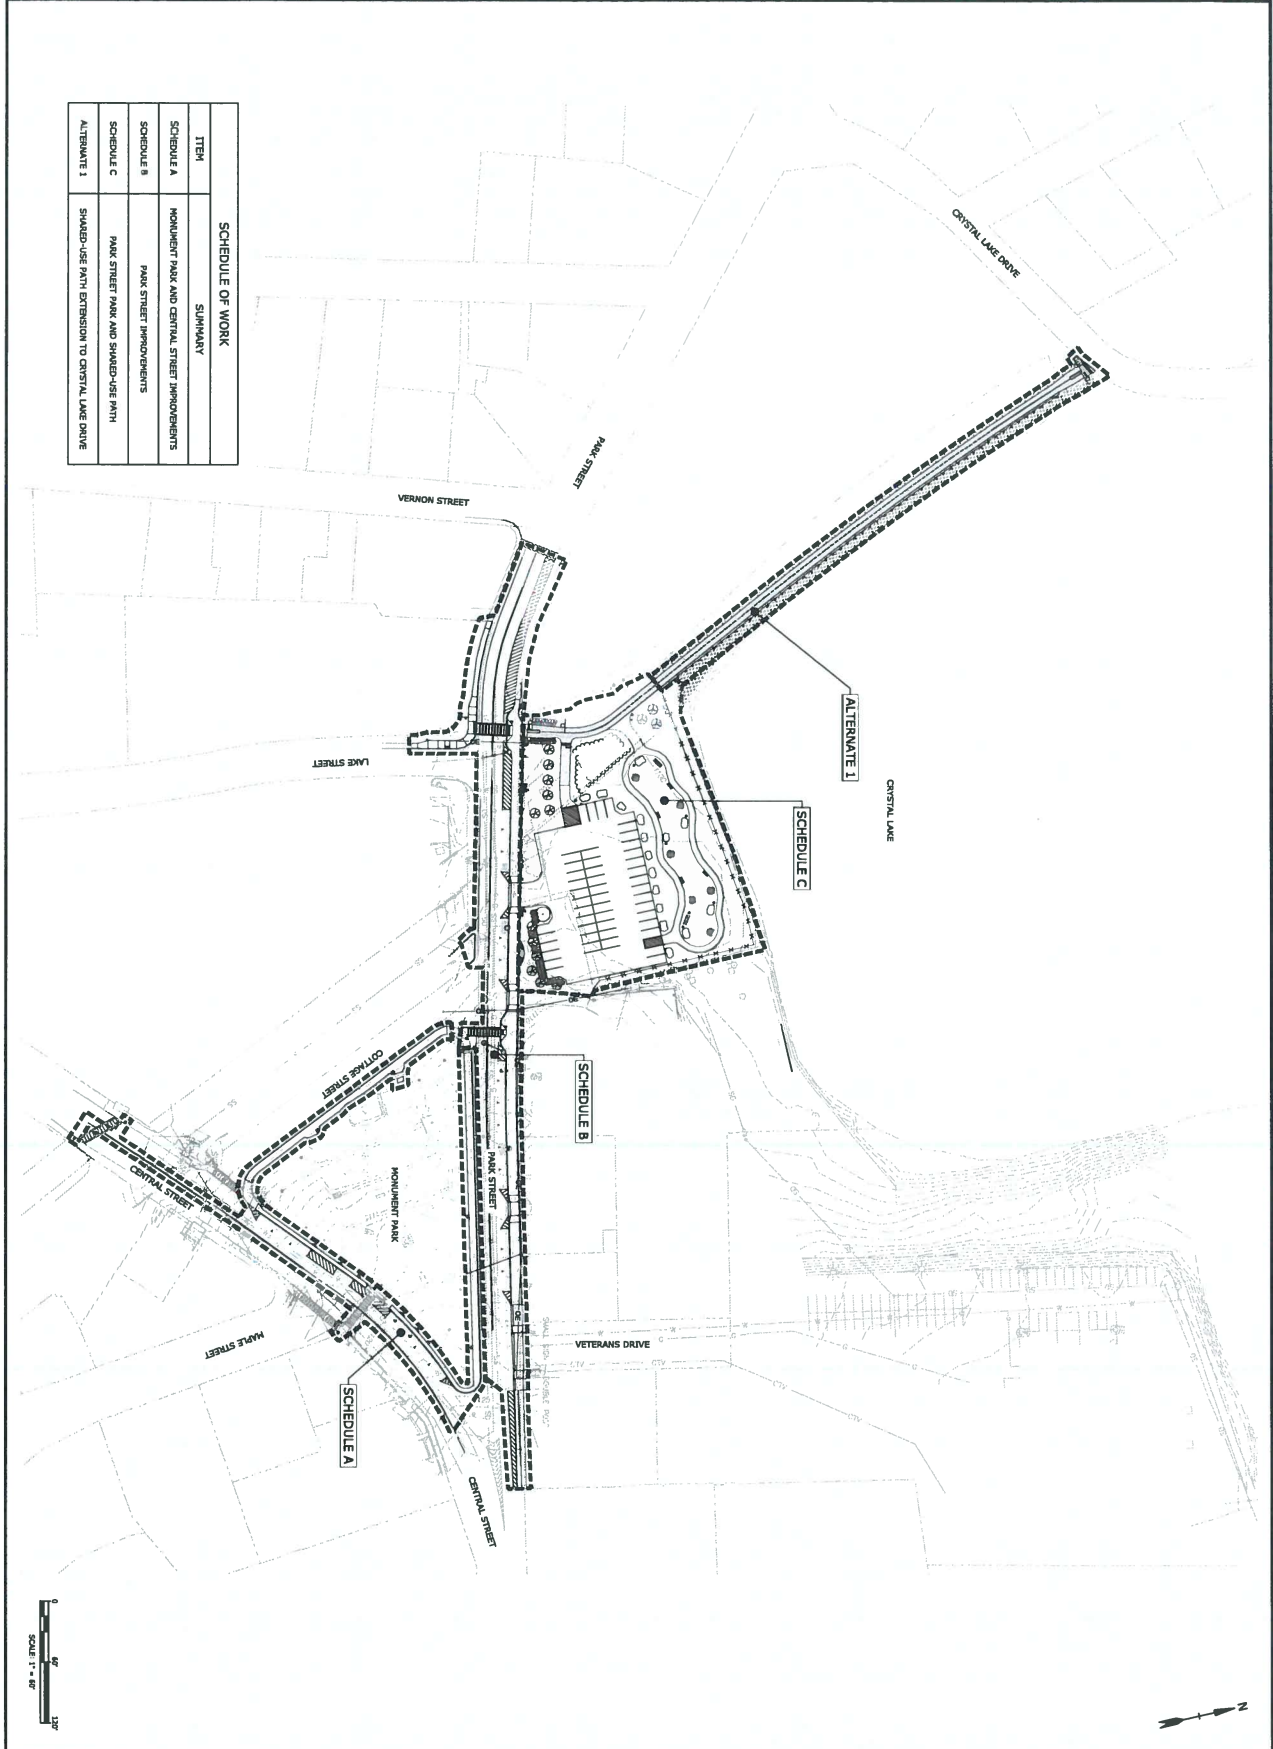 SCHEDULE OF WORK
ITEM SUMMARY
SCHEDULE A MONUMENT PARK AND CENTRAL STREET IMPROVEMENTS
SCHEDULE B PARK STREET IMPROVEMENTS
SCHEDULE C PARK STREET PARK AND SHARED-USE PATH
ALTERNATE 1 SHARED-USE PATH EXTENSION TO CRYSTAL LAKE DRIVE
CRYSTAL LAKE DRIVE
PARK STREET
VERNON STREET
ALTERNATE 1
CRYSTAL LAKE
SCHEDULE C
LAKE STREET
SCHEDULE B
COTTAGE STREET
PARK STREET
MONUMENT PARK
CENTRAL STREET
MAPLE STREET
VETERANS DRIVE
SCHEDULE A
CENTRAL STREET
0 60' 120'
SCALE: 1" = 60'
N